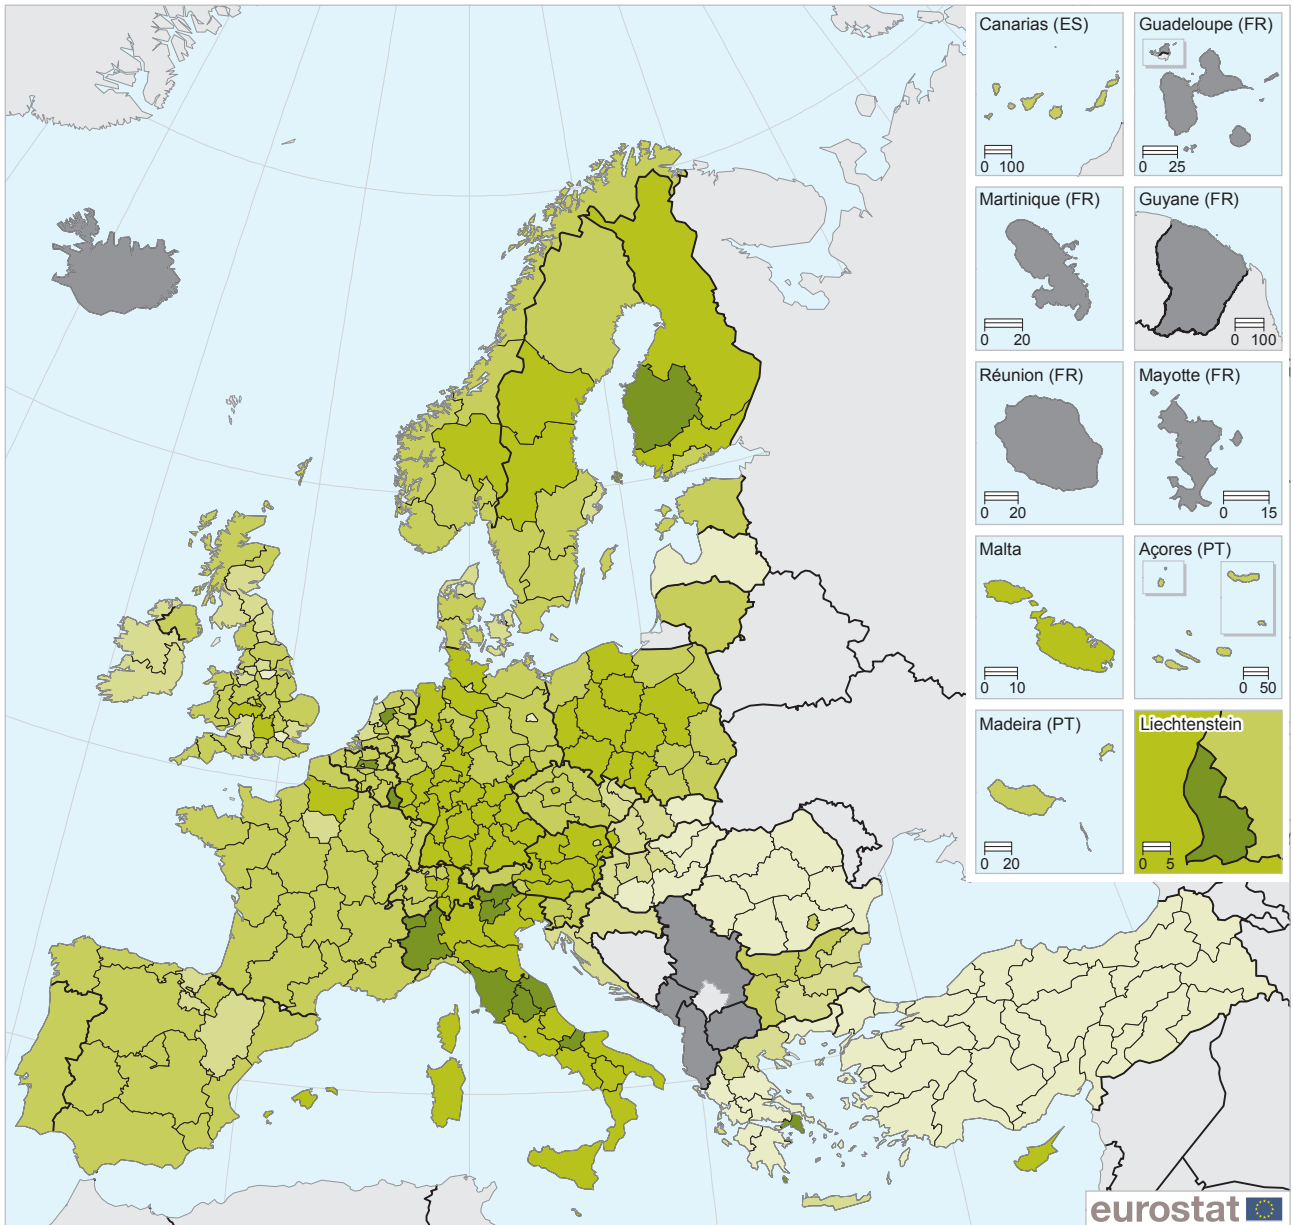 Canarias (ES)
0 100
Guadeloupe (FR)
0 25
Martinique (FR)
0 20
Guyane (FR)
0 100
Réunion (FR)
0 20
Mayotte (FR)
0 15
Malta
0 10
Açores (PT)
0 50
Madeira (PT)
0 20
Liechtenstein
0 5
eurostat